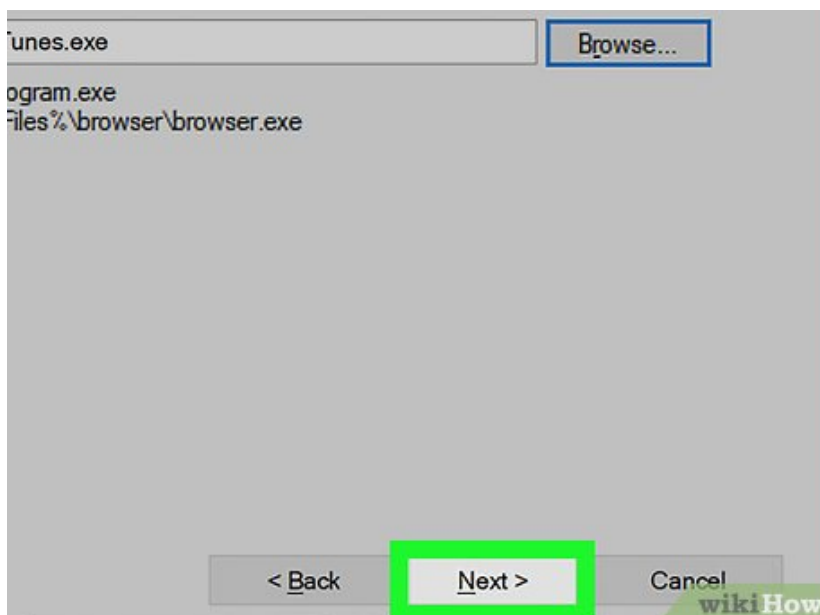 Tunes.exe
Browse...
ogram.exe
Files%\browser\browser.exe
< Back
Next >
Cancel
wikiHow